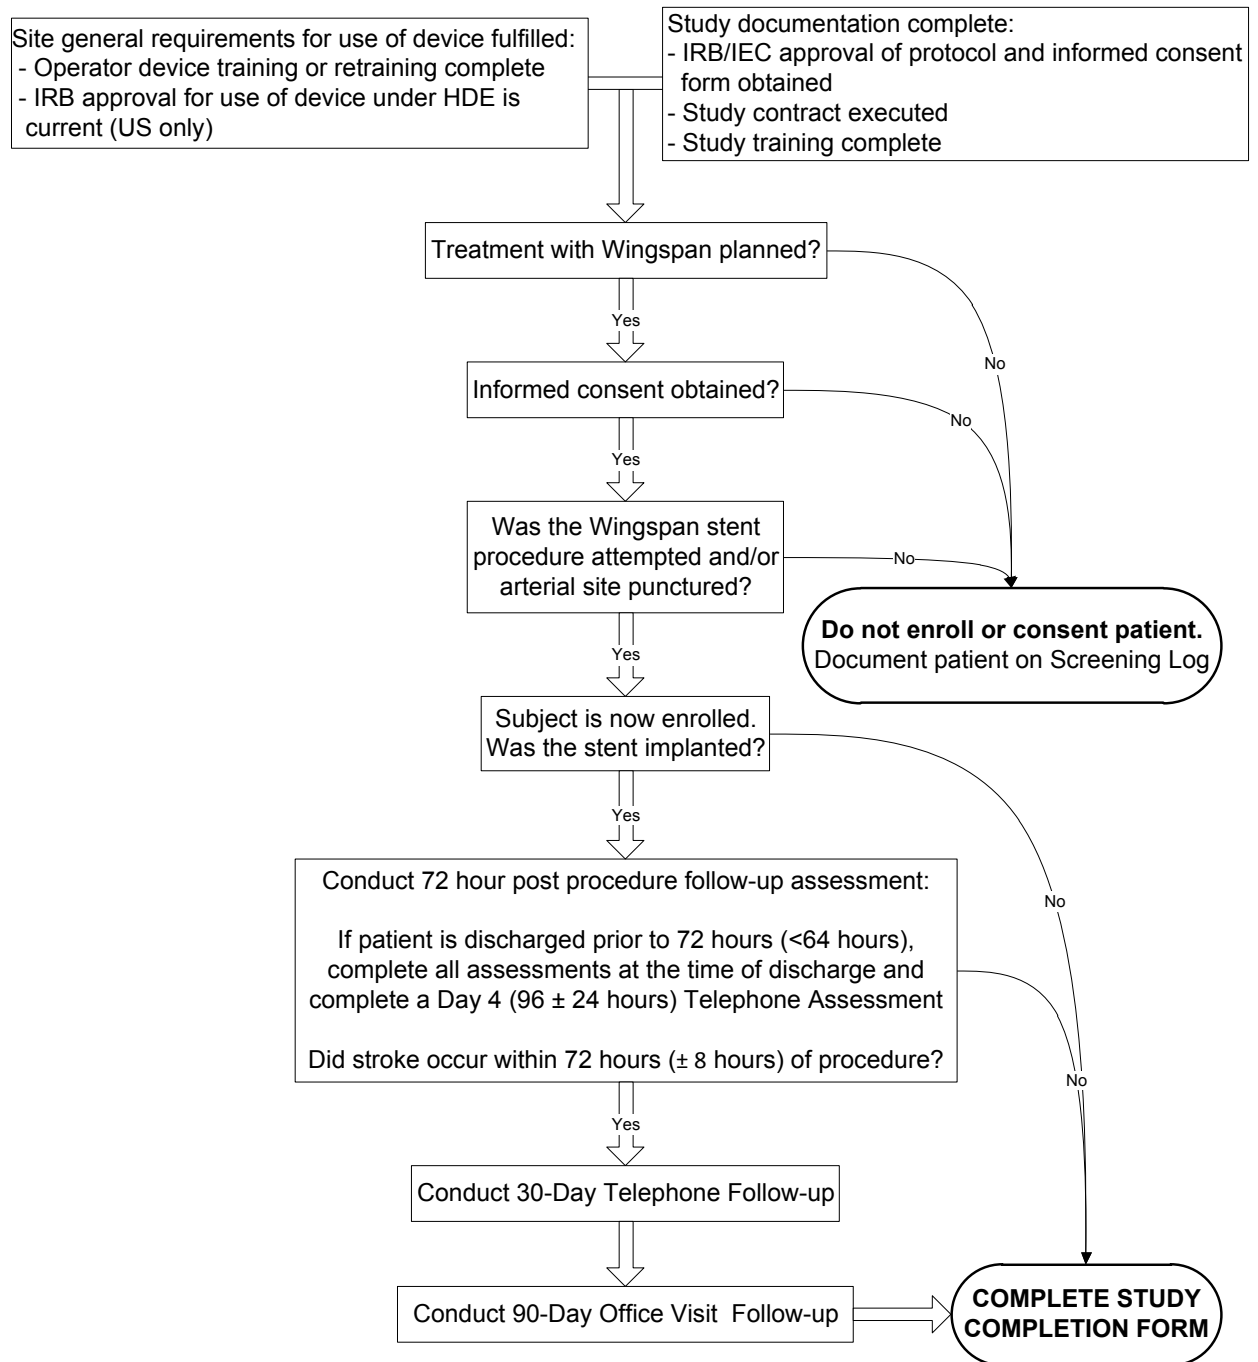 Site general requirements for use of device fulfilled:
- Operator device training or retraining complete
- IRB approval for use of device under HDE is
current (US only)
Study documentation complete:
- IRB/IEC approval of protocol and informed consent
form obtained
- Study contract executed
- Study training complete
Treatment with Wingspan planned?
Yes
No
Informed consent obtained?
No
Yes
Was the Wingspan stent
procedure attempted and/or
arterial site punctured?
No
Yes
Do not enroll or consent patient.
Document patient on Screening Log
Subject is now enrolled.
Was the stent implanted?
Yes
No
Conduct 72 hour post procedure follow-up assessment:
If patient is discharged prior to 72 hours (<64 hours),
complete all assessments at the time of discharge and
complete a Day 4 (96 ± 24 hours) Telephone Assessment
Did stroke occur within 72 hours (± 8 hours) of procedure?
No
Yes
Conduct 30-Day Telephone Follow-up
Conduct 90-Day Office Visit  Follow-up
COMPLETE STUDY
COMPLETION FORM